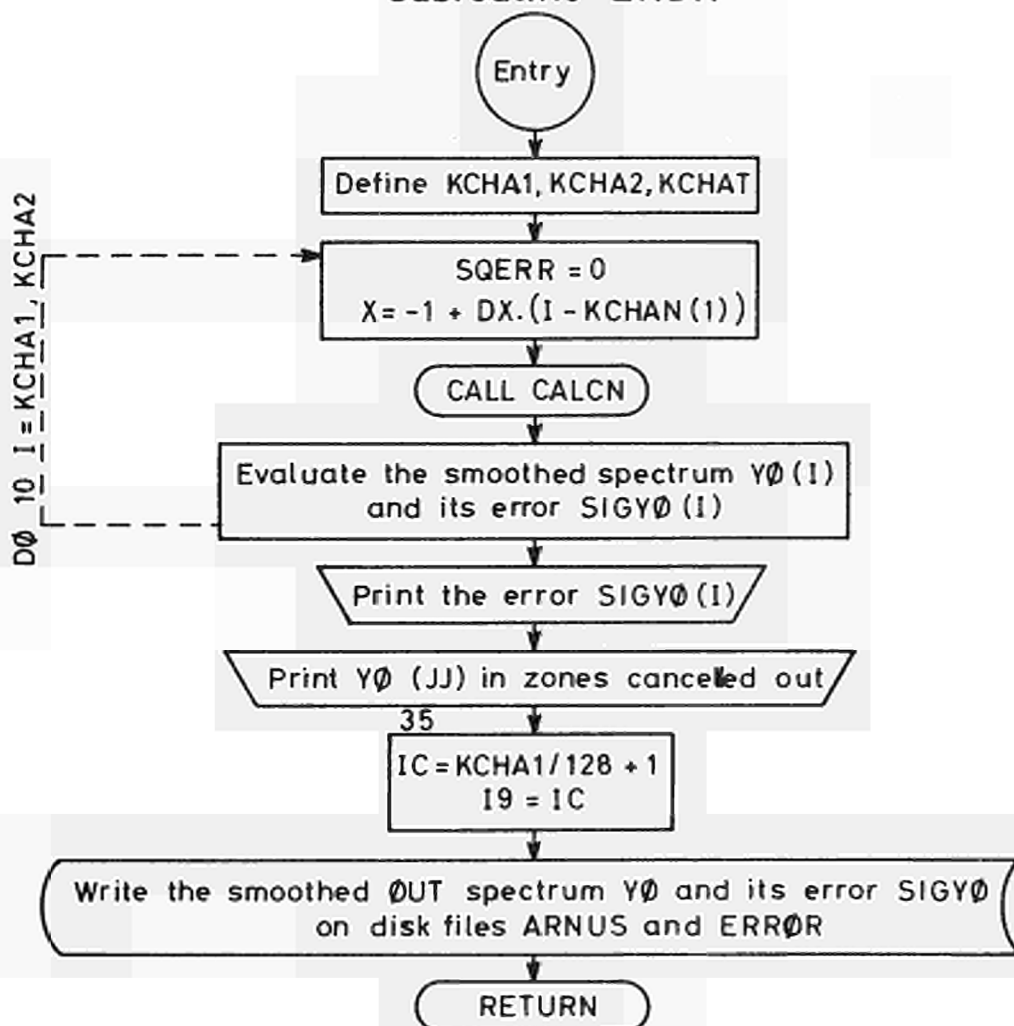 Entry
Define KCHA1, KCHA2, KCHAT
SQERR = 0
X= -1 + DX.(I - KCHAN (1))
CALL CALCN
DØ 10 I = KCHA1, KCHA2
Evaluate the smoothed spectrum YØ (I)
and its error SIGYØ (I)
Print the error SIGYØ (I)
Print YØ (JJ) in zones cancelled out
35
IC = KCHA1/128 + 1
I9 = IC
Write the smoothed ØUT spectrum YØ and its error SIGYØ
on disk files ARNUS and ERRØR
RETURN